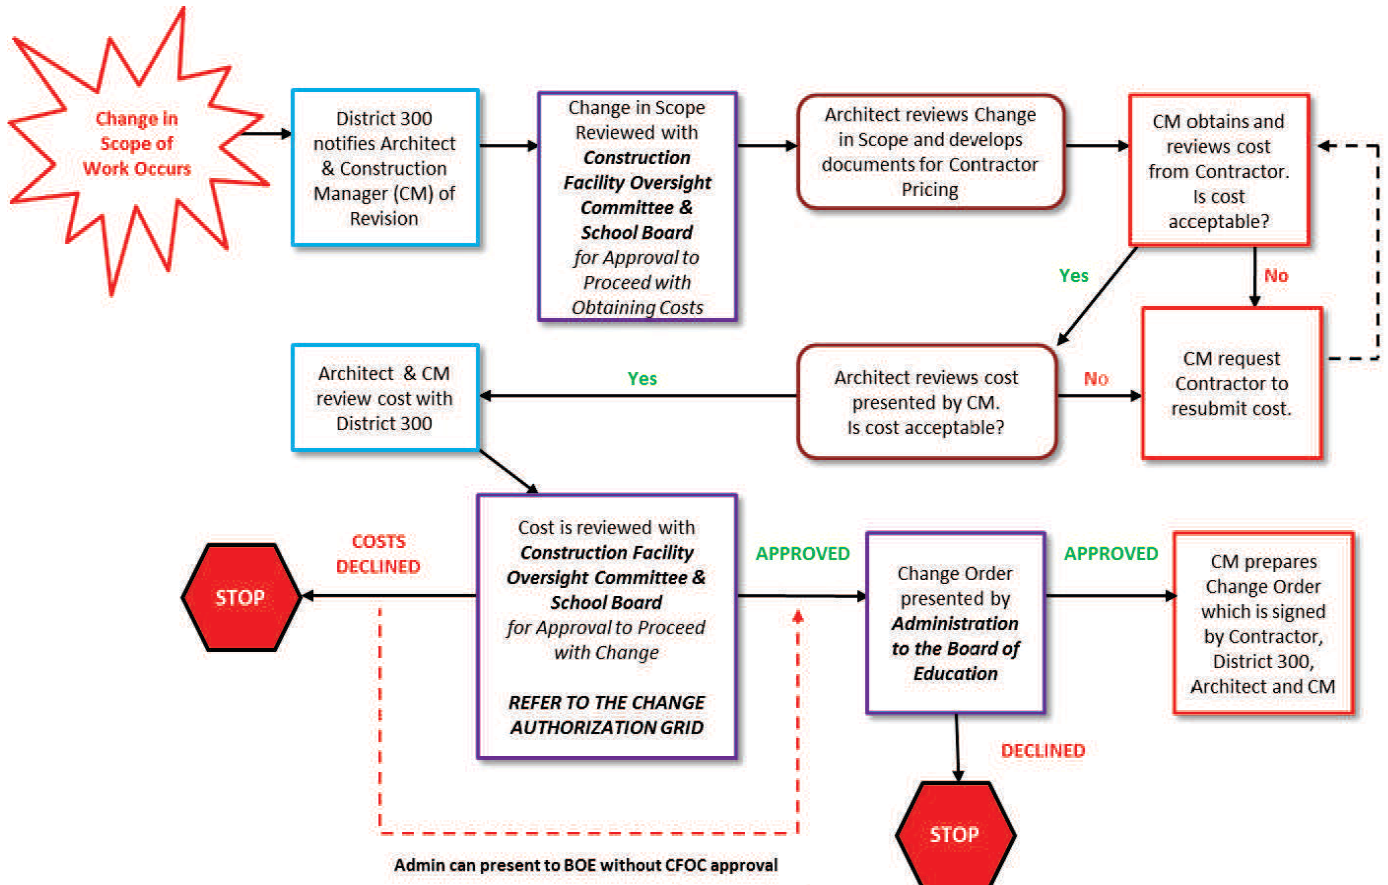 Change in
Scope of
Work Occurs
District 300
notifies Architect
& Construction
Manager (CM) of
Revision
Change in Scope
Reviewed with
Construction
Facility Oversight
Committee &
School Board
for Approval to
Proceed with
Obtaining Costs
Architect reviews Change
in Scope and develops
documents for Contractor
Pricing
CM obtains and
reviews cost
from Contractor.
Is cost
acceptable?
Yes
No
Architect & CM
review cost with
District 300
Yes
Architect reviews cost
presented by CM.
Is cost acceptable?
No
CM request
Contractor to
resubmit cost.
STOP
COSTS
DECLINED
Cost is reviewed with
Construction Facility
Oversight Committee &
School Board
for Approval to Proceed
with Change
REFER TO THE CHANGE
AUTHORIZATION GRID
APPROVED
Change Order
presented by
Administration
to the Board of
Education
APPROVED
CM prepares
Change Order
which is signed
by Contractor,
District 300,
Architect and CM
DECLINED
STOP
Admin can present to BOE without CFOC approval